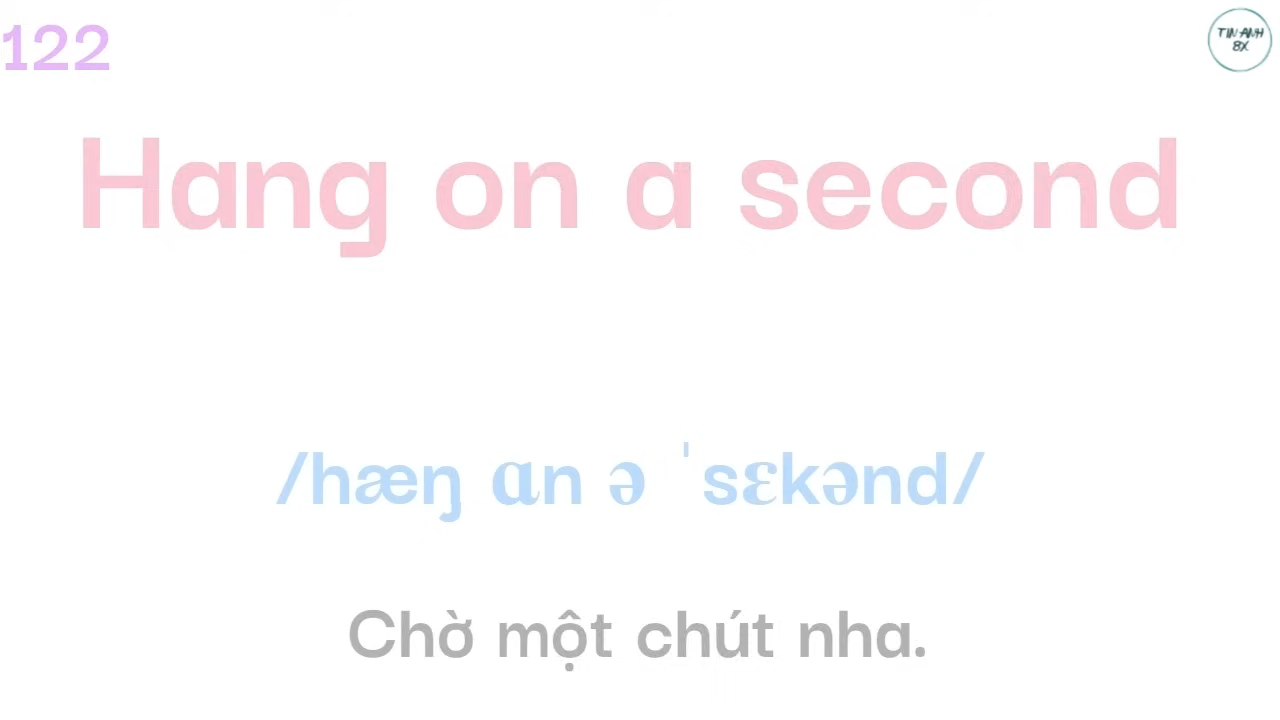 122
TIN ANH
8X
Hang on a second
/hæŋ ɑn ə ˈsɛkənd/
Chờ một chút nha.